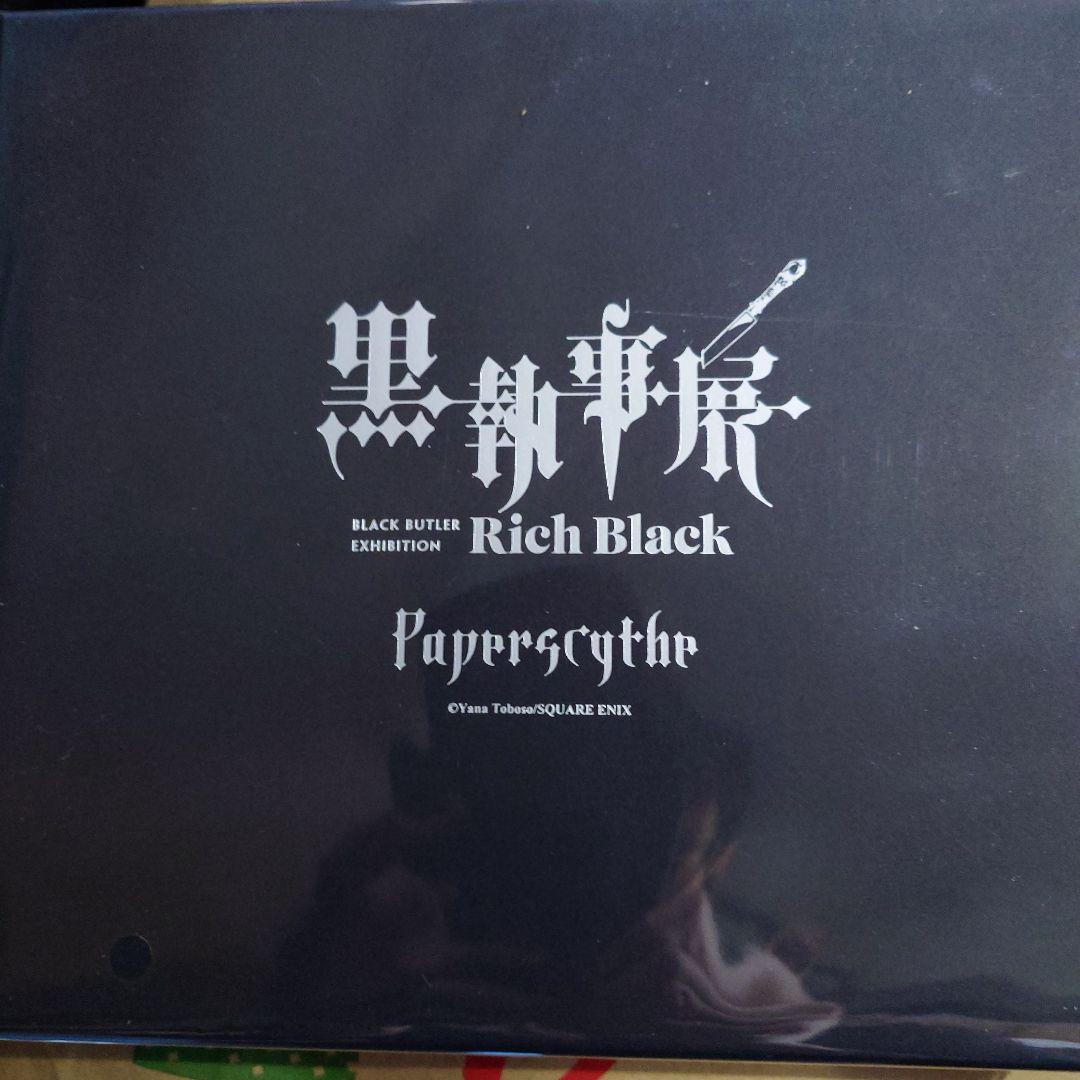 黒執事展
BLACK BUTLER
EXHIBITION
Rich Black
Paperscythe
©Yana Toboso/SQUARE ENIX